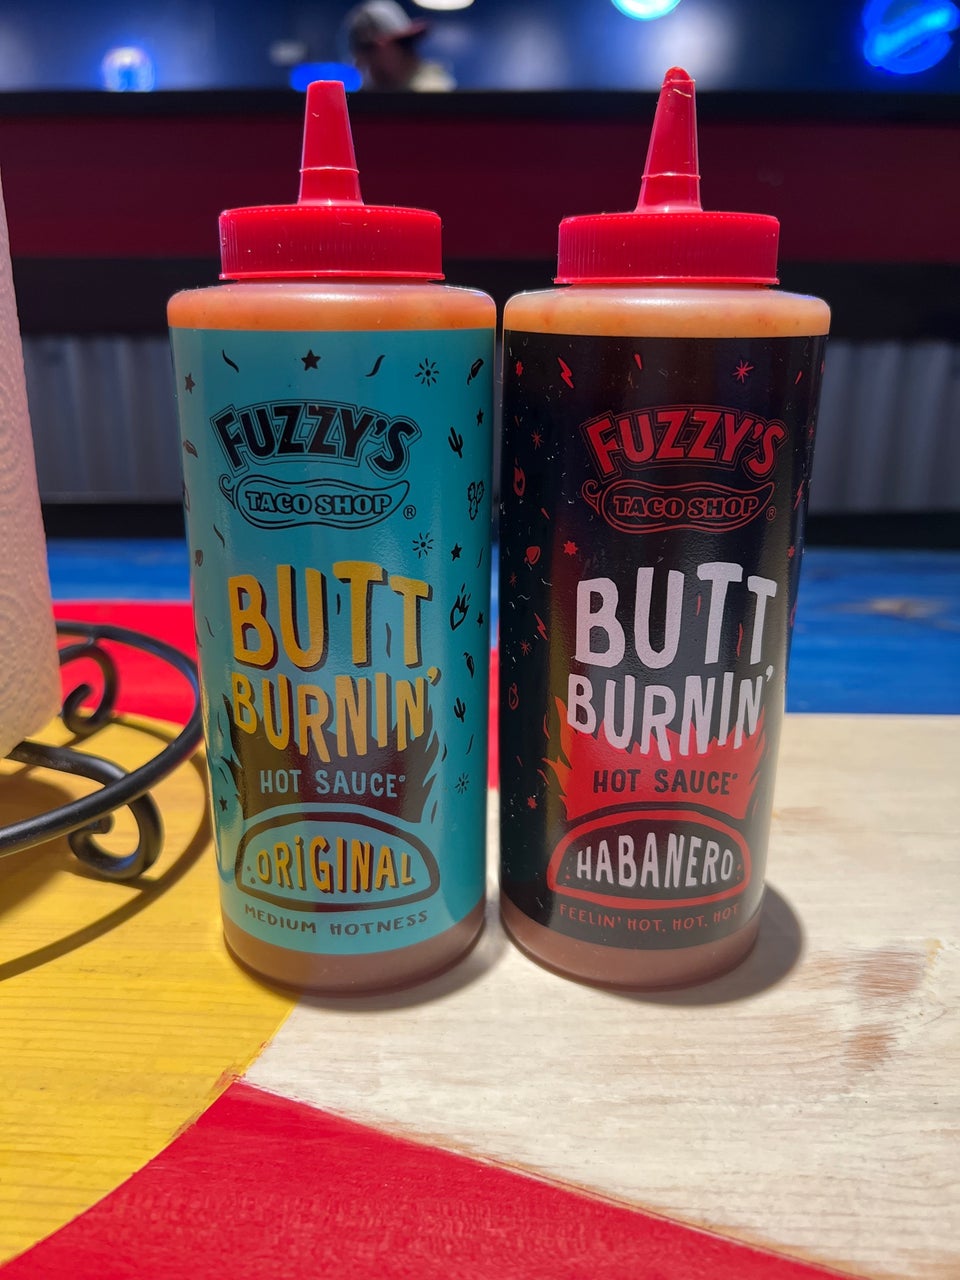 FUZZY'S
TACO SHOP®
BUTT
BURNIN'
HOT SAUCE®
ORiGINAL
MEDIUM HOTNESS
FUZZY'S
TACO SHOP®
BUTT
BURNIN'
HOT SAUCE®
HABANERO
FEELIN' HOT, HOT, HOT